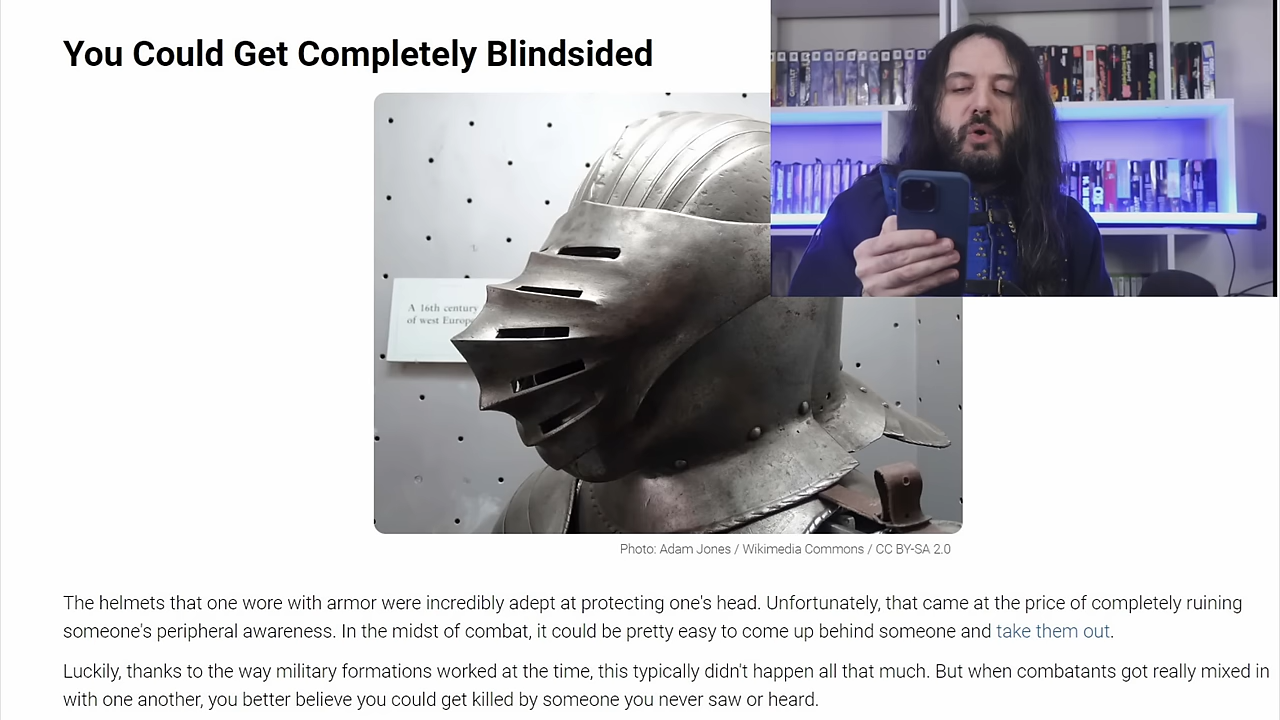 You Could Get Completely Blindsided
A 16th century
of west Europe
Photo: Adam Jones / Wikimedia Commons / CC BY-SA 2.0
The helmets that one wore with armor were incredibly adept at protecting one's head. Unfortunately, that came at the price of completely ruining
someone's peripheral awareness. In the midst of combat, it could be pretty easy to come up behind someone and take them out.
Luckily, thanks to the way military formations worked at the time, this typically didn't happen all that much. But when combatants got really mixed in
with one another, you better believe you could get killed by someone you never saw or heard.